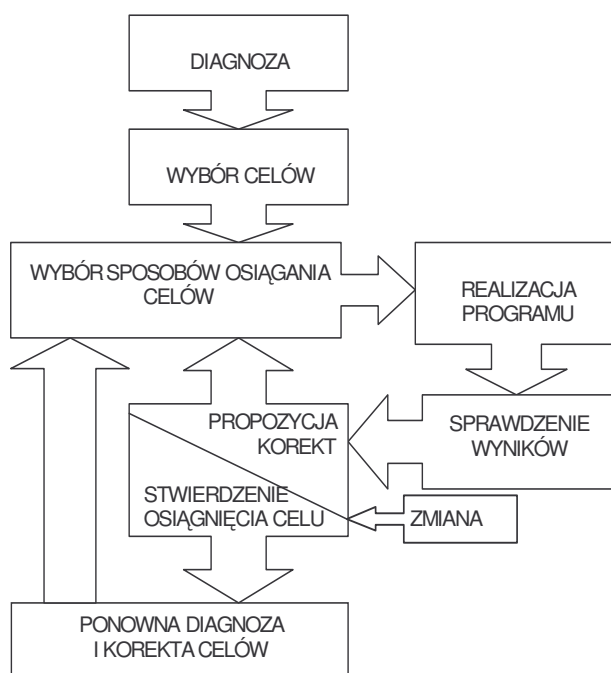 DIAGNOZA
WYBÓR CELÓW
WYBÓR SPOSOBÓW OSIĄGANIA
CELÓW
REALIZACJA
PROGRAMU
SPRAWDZENIE
WYNIKÓW
PROPOZYCJA
KOREKT
STWIERDZENIE
OSIĄGNIĘCIA CELU
ZMIANA
PONOWNA DIAGNOZA
I KOREKTA CELÓW